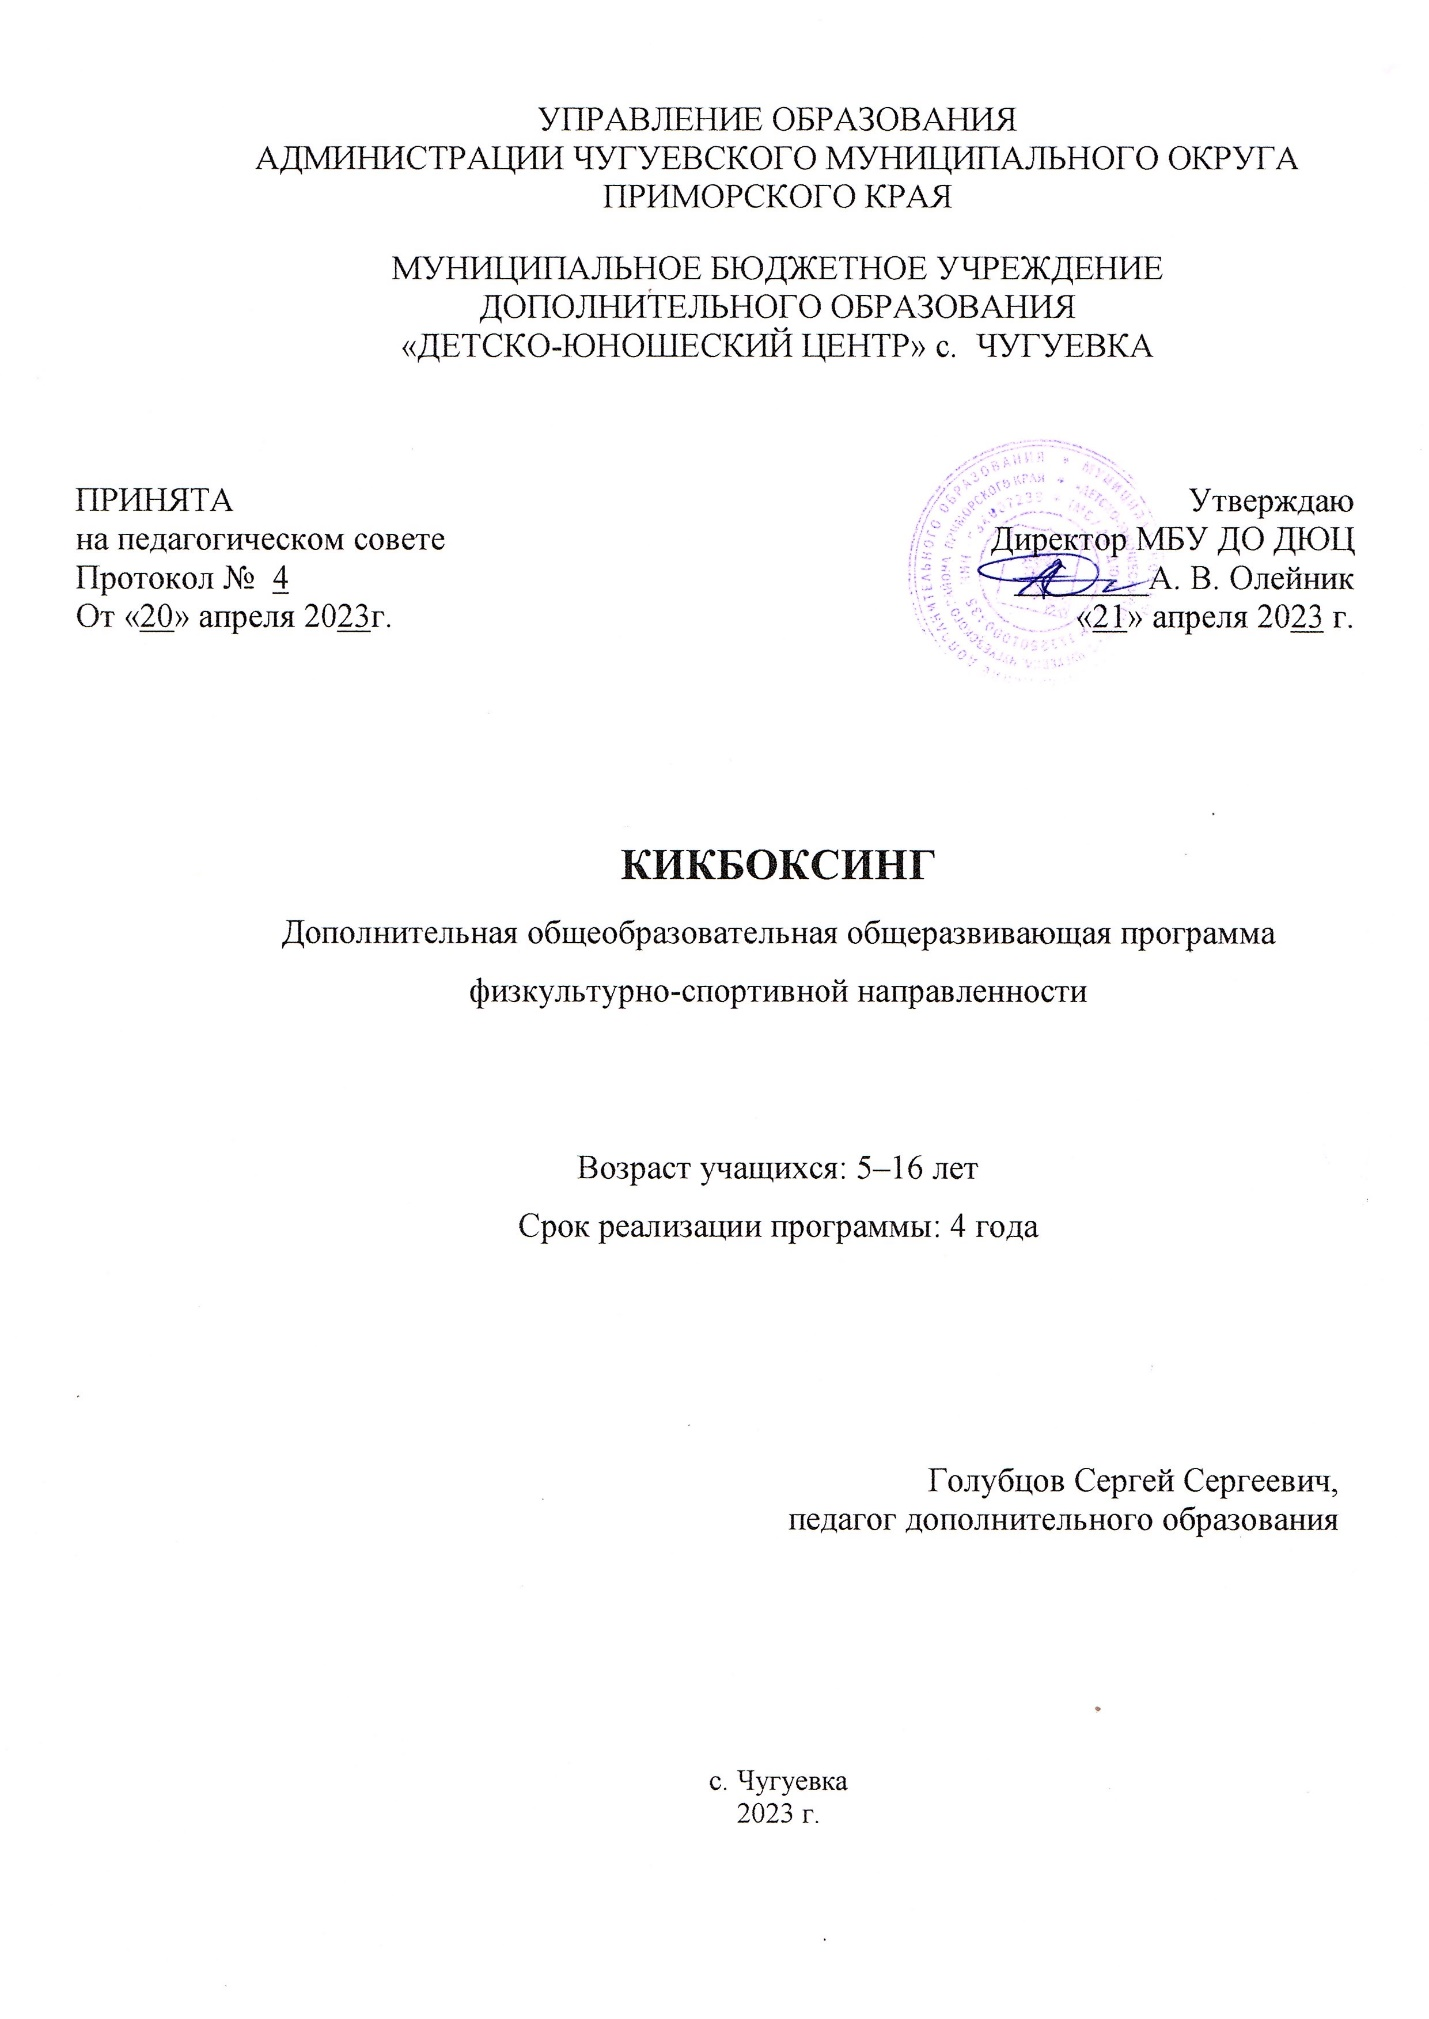 УПРАВЛЕНИЕ ОБРАЗОВАНИЯ
АДМИНИСТРАЦИИ ЧУГУЕВСКОГО МУНИЦИПАЛЬНОГО ОКРУГА
ПРИМОРСКОГО КРАЯ
МУНИЦИПАЛЬНОЕ БЮДЖЕТНОЕ УЧРЕЖДЕНИЕ
ДОПОЛНИТЕЛЬНОГО ОБРАЗОВАНИЯ
«ДЕТСКО-ЮНОШЕСКИЙ ЦЕНТР» с. ЧУГУЕВКА
ПРИНЯТА
на педагогическом совете
Протокол № 4
От «20» апреля 2023г.
Утверждаю
Директор МБУ ДО ДЮЦ
А. В. Олейник
«21» апреля 2023 г.
КИКБОКСИНГ
Дополнительная общеобразовательная общеразвивающая программа
физкультурно-спортивной направленности
Возраст учащихся: 5–16 лет
Срок реализации программы: 4 года
Голубцов Сергей Сергеевич,
педагог дополнительного образования
с. Чугуевка
2023 г.